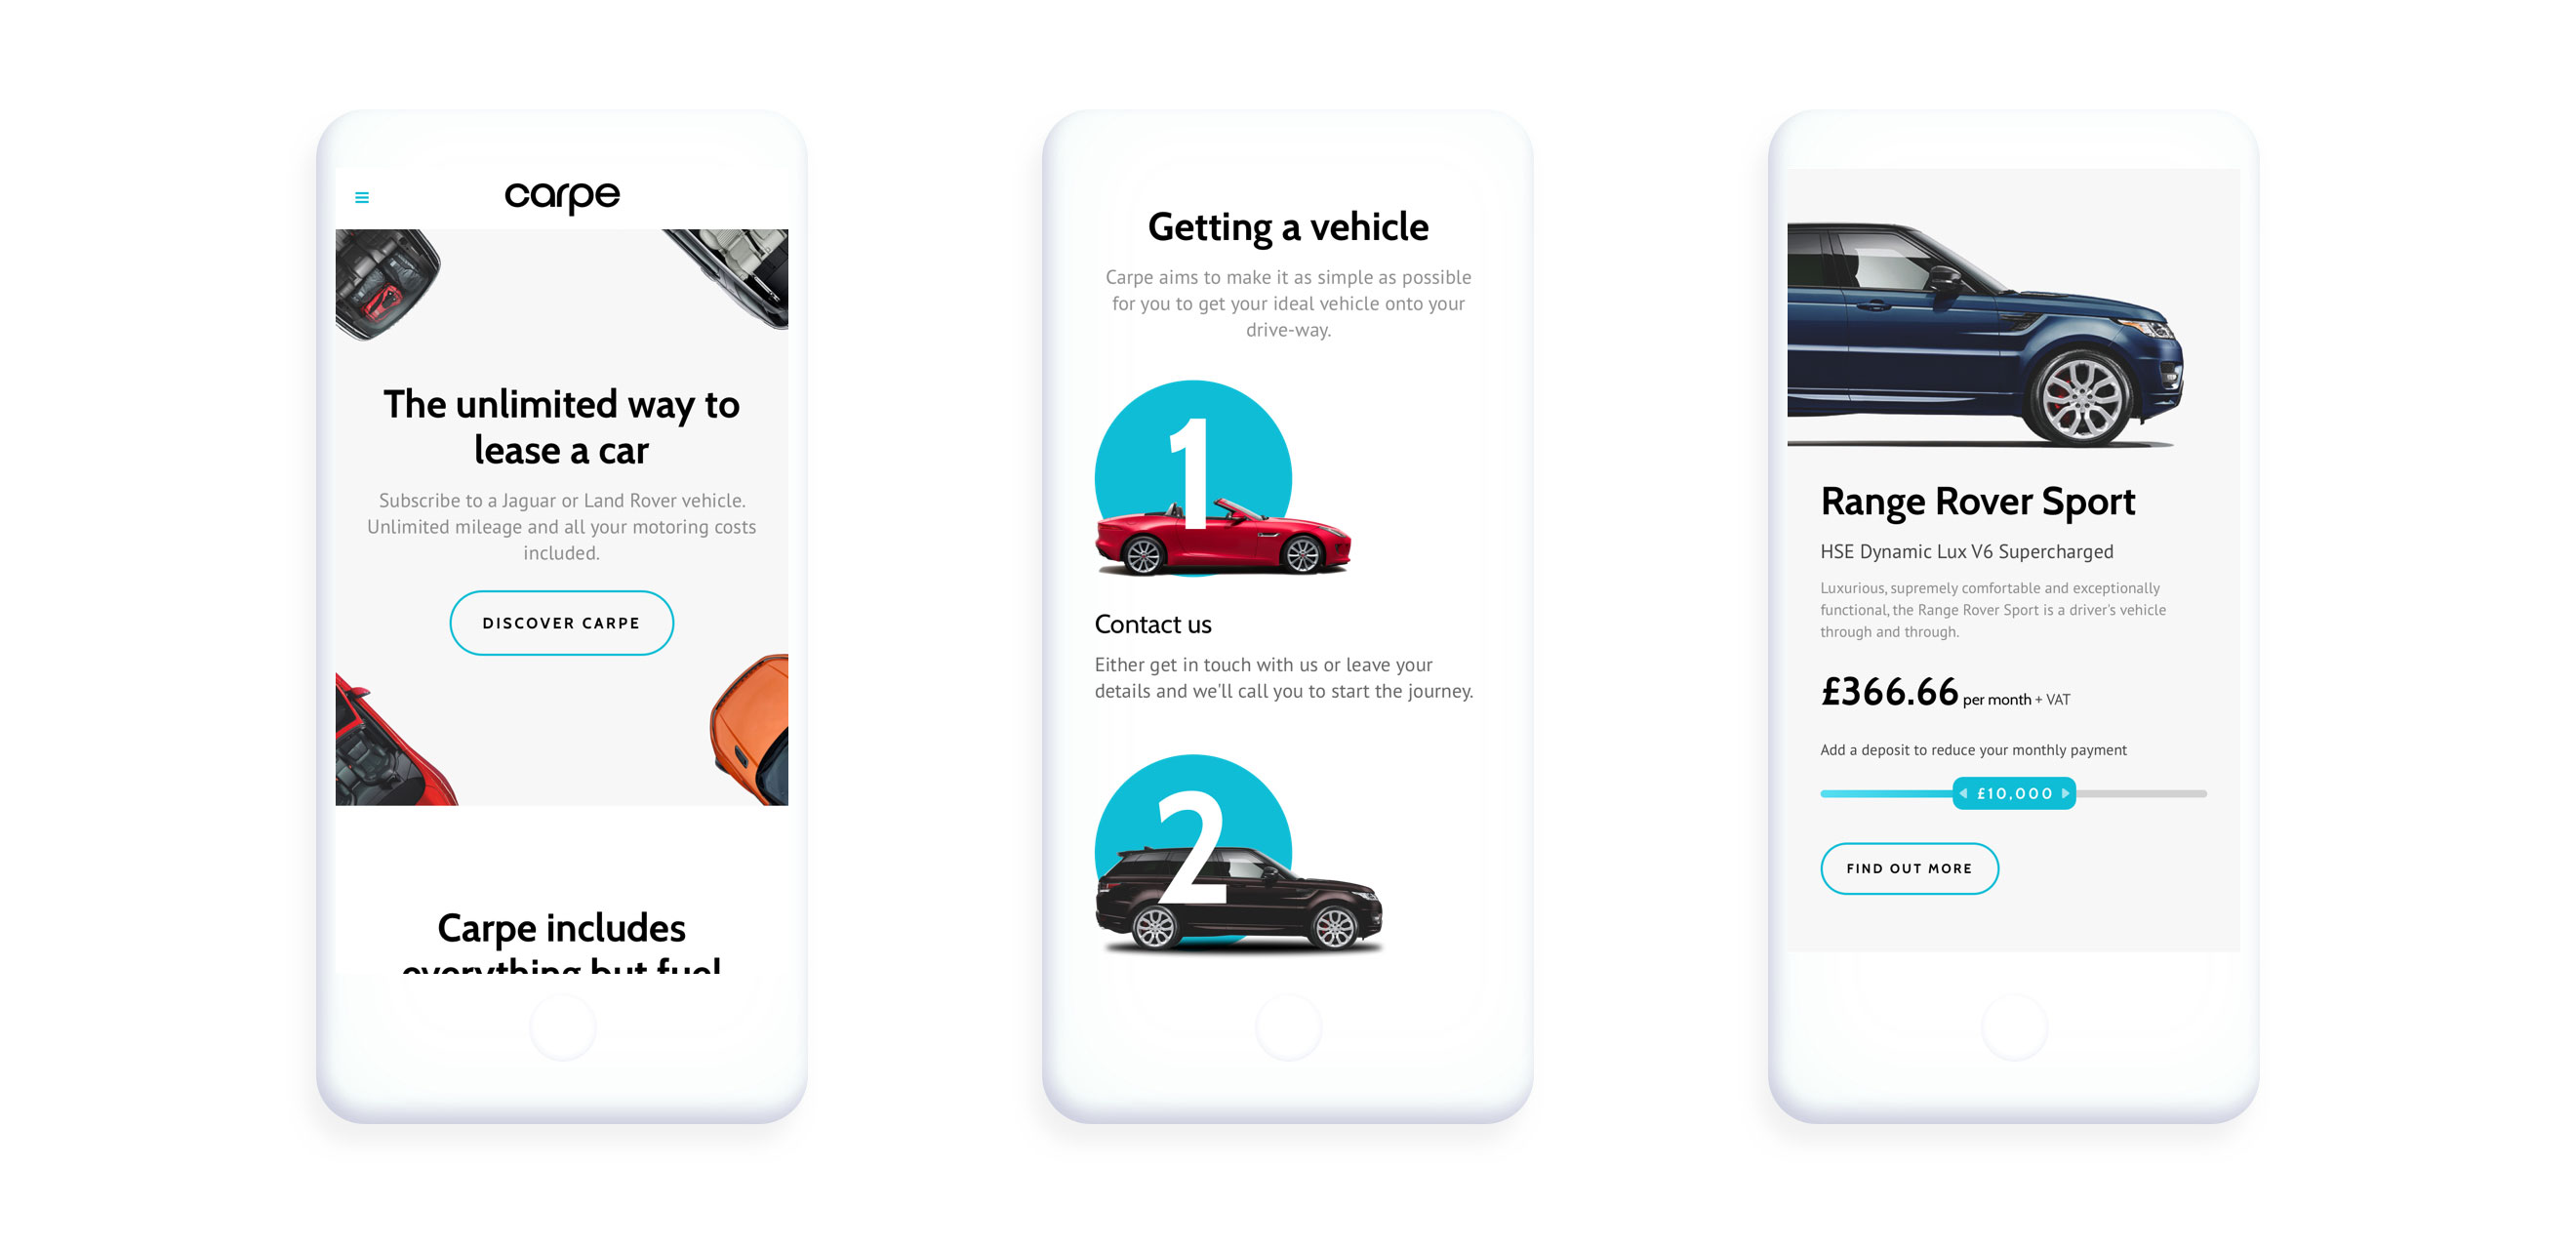 carpe
The unlimited way to
lease a car
Subscribe to a Jaguar or Land Rover vehicle.
Unlimited mileage and all your motoring costs
included.
DISCOVER CARPE
Carpe includes
everything but fuel
Getting a vehicle
Carpe aims to make it as simple as possible
for you to get your ideal vehicle onto your
drive-way.
1
Contact us
Either get in touch with us or leave your
details and we'll call you to start the journey.
2
Range Rover Sport
HSE Dynamic Lux V6 Supercharged
Luxurious, supremely comfortable and exceptionally
functional, the Range Rover Sport is a driver's vehicle
through and through.
£366.66 per month + VAT
Add a deposit to reduce your monthly payment
£10,000
FIND OUT MORE